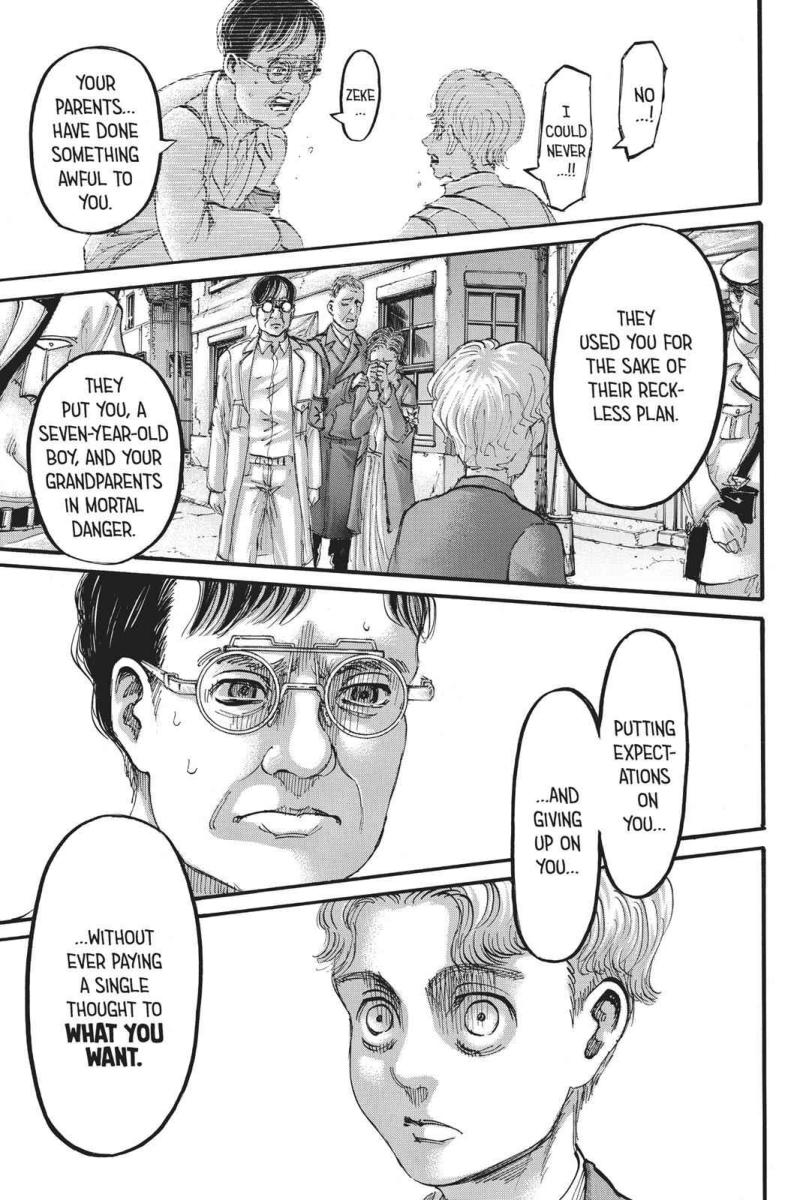 NO
...!
I
COULD
NEVER
...!!
ZEKE
...
YOUR
PARENTS...
HAVE DONE
SOMETHING
AWFUL TO
YOU.
THEY
USED YOU FOR
THE SAKE OF
THEIR RECK-
LESS PLAN.
THEY
PUT YOU, A
SEVEN-YEAR-OLD
BOY, AND YOUR
GRANDPARENTS
IN MORTAL
DANGER.
PUTTING
EXPECT-
ATIONS
ON
YOU...
...AND
GIVING
UP ON
YOU...
...WITHOUT
EVER PAYING
A SINGLE
THOUGHT TO
WHAT YOU
WANT.